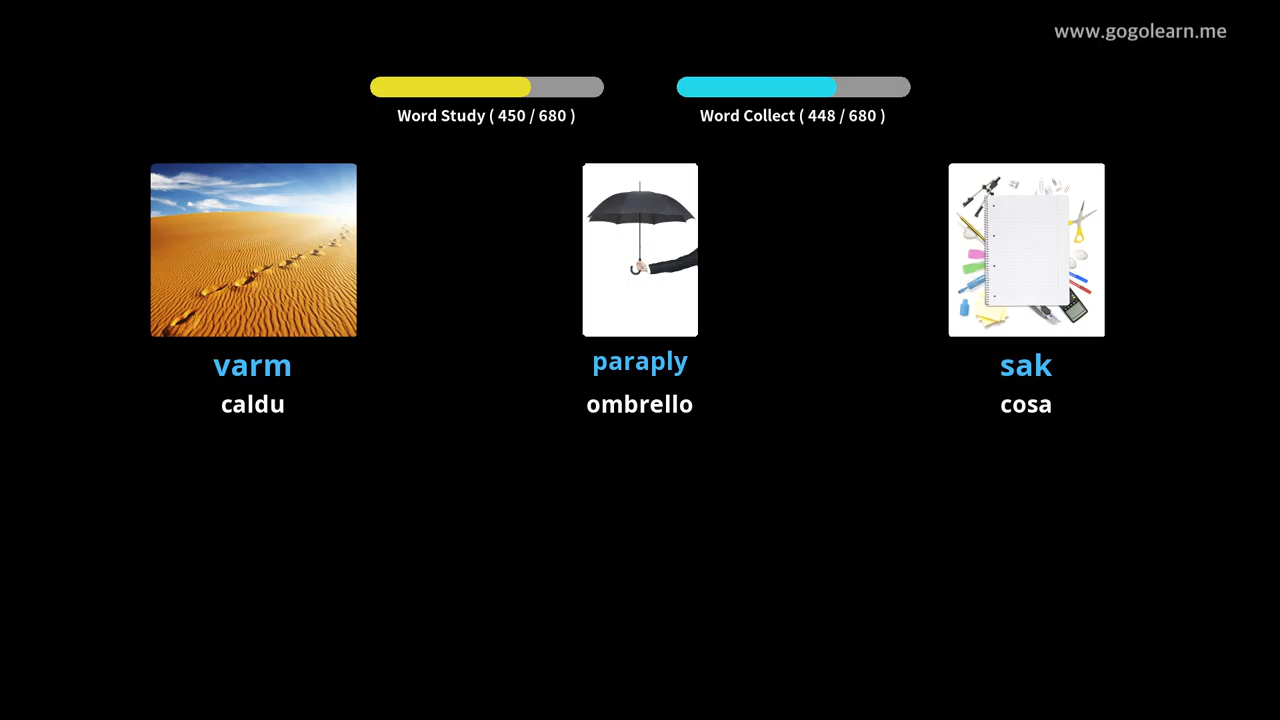 www.gogolearn.me
Word Study ( 450 / 680 )
Word Collect ( 448 / 680 )
varm
paraply
sak
caldu
ombrello
cosa